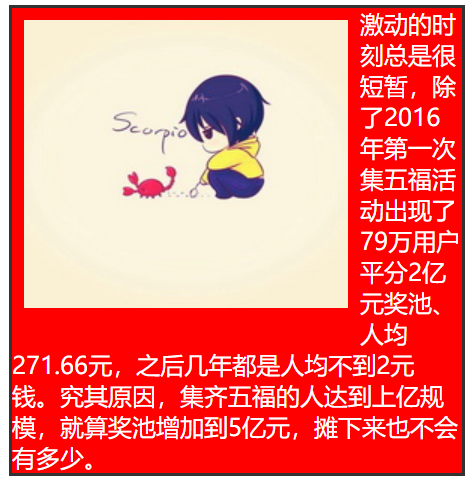 Scorpio
激动的时
刻总是很
短暂，除
了2016
年第一次
集五福活
动出现了
79万用户
平分2亿
元奖池、
人均
271.66元，之后几年都是人均不到2元
钱。究其原因，集齐五福的人达到上亿规
模，就算奖池增加到5亿元，摊下来也不会
有多少。